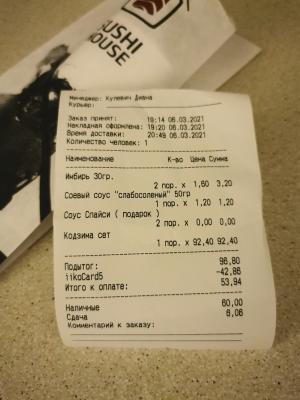 SUSHI
HOUSE
Менеджер: Кулевич Диана
Курьер:
Заказ принят: 19:14 06.03.2021
Накладная оформлена: 19:20 06.03.2021
Время доставки: 20:49 06.03.2021
Количество человек: 1
Наименование К-во Цена Сумма
Имбирь 30гр.
2 пор. x 1,60 3,20
Соевый соус "слабосоленый" 50гр
1 пор. x 1,20 1,20
Соус Спайси ( подарок )
2 пор. x 0,00 0,00
Кодзима сет
1 пор. x 92,40 92,40
Подытог: 96,80
iikoCard5 -42,86
Итого к оплате: 53,94
Наличные 60,00
Сдача 6,06
Комментарий к заказу: